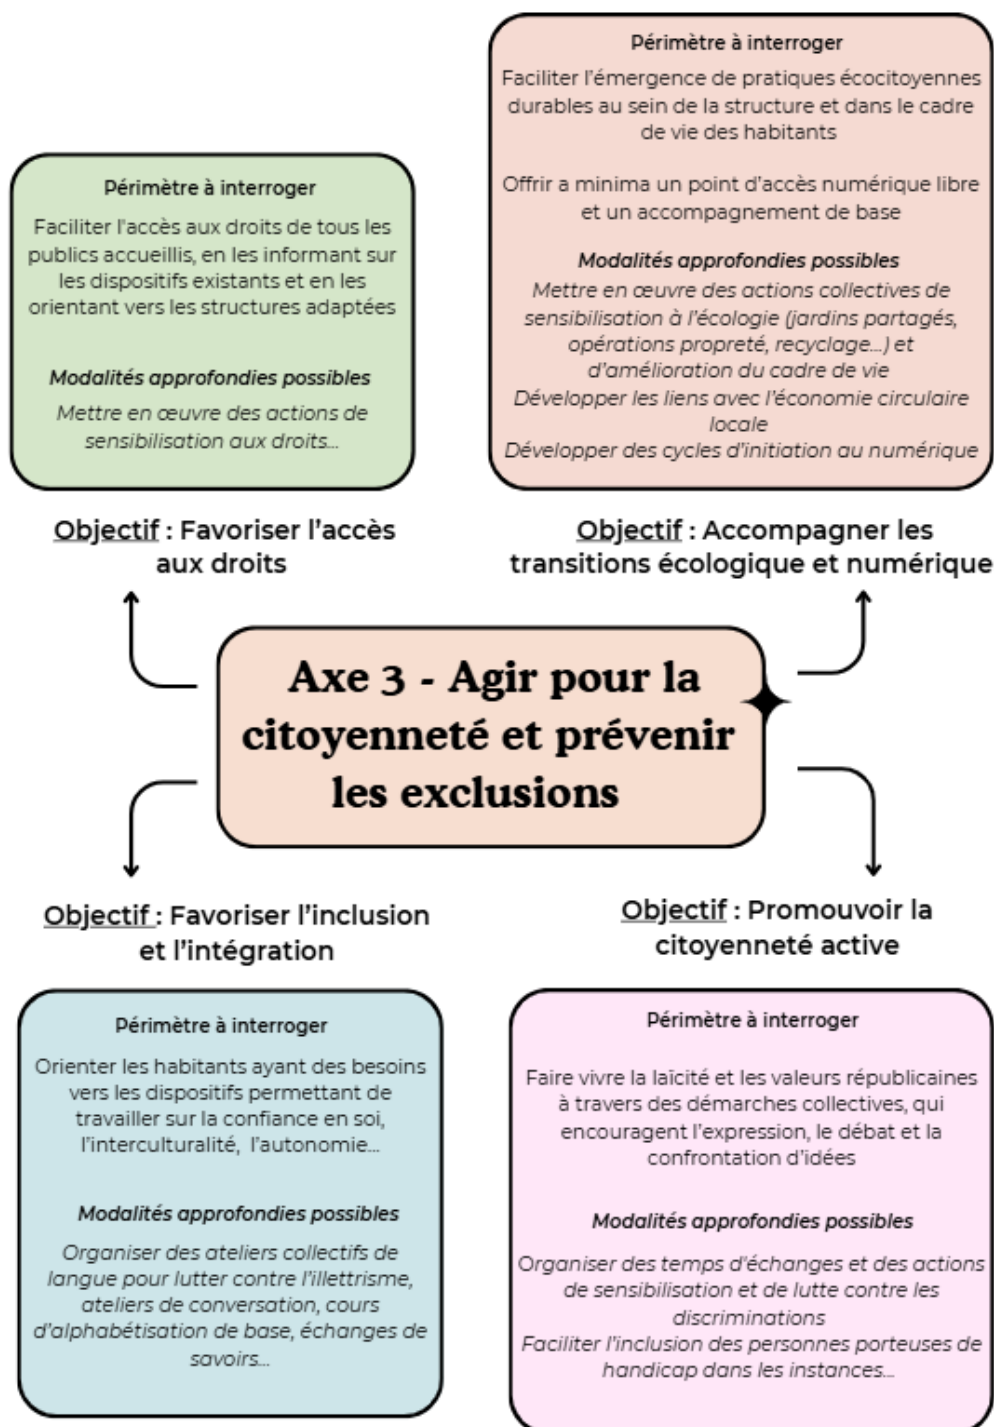 Périmètre à interroger
Faciliter l'accès aux droits de tous les
publics accueillis, en les informant sur
les dispositifs existants et en les
orientant vers les structures adaptées
Modalités approfondies possibles
Mettre en œuvre des actions de
sensibilisation aux droits...
Objectif : Favoriser l'accès
aux droits
Périmètre à interroger
Faciliter l'émergence de pratiques écocitoyennes
durables au sein de la structure et dans le cadre
de vie des habitants
Offrir a minima un point d'accès numérique libre
et un accompagnement de base
Modalités approfondies possibles
Mettre en œuvre des actions collectives de
sensibilisation à l'écologie (jardins partagés,
opérations propreté, recyclage...) et
d'amélioration du cadre de vie
Développer les liens avec l'économie circulaire
locale
Développer des cycles d'initiation au numérique
Objectif : Accompagner les
transitions écologique et numérique
Axe 3 - Agir pour la
citoyenneté et prévenir
les exclusions
Objectif : Favoriser l'inclusion
et l'intégration
Périmètre à interroger
Orienter les habitants ayant des besoins
vers les dispositifs permettant de
travailler sur la confiance en soi,
l'interculturalité, l'autonomie...
Modalités approfondies possibles
Organiser des ateliers collectifs de
langue pour lutter contre l'illettrisme,
ateliers de conversation, cours
d'alphabétisation de base, échanges de
savoirs...
Objectif : Promouvoir la
citoyenneté active
Périmètre à interroger
Faire vivre la laïcité et les valeurs républicaines
à travers des démarches collectives, qui
encouragent l'expression, le débat et la
confrontation d'idées
Modalités approfondies possibles
Organiser des temps d'échanges et des actions
de sensibilisation et de lutte contre les
discriminations
Faciliter l'inclusion des personnes porteuses de
handicap dans les instances...